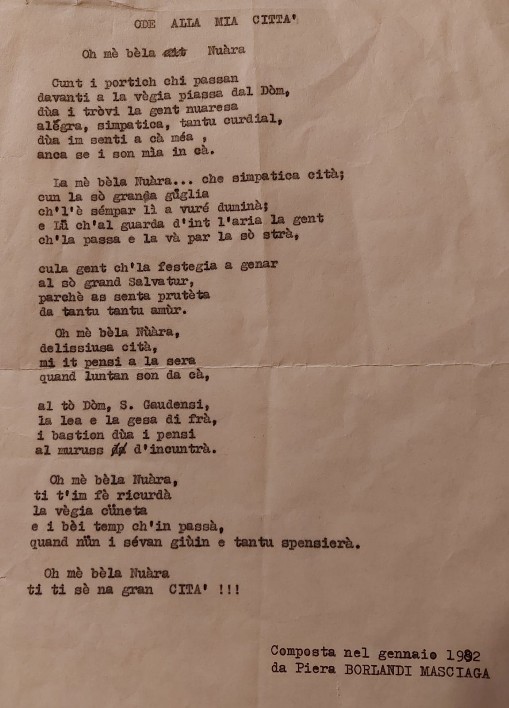 ODE ALLA MIA CITTA'
Oh mè bèla Nuàra
Cunt i portich chi passan
davanti a la vègia piassa dal Dòm,
dùa i tròvi la gent nuaresa
alégra, simpatica, tantu curdial,
dùa im senti a cà méa ,
anca se i son mìa in cà.
La mè bèla Nuàra... che simpatica cità;
cun la sò granda güglia
ch'l'è sémpar lì a vuré duminà;
e Lü ch'al guarda d'int l'aria la gent
ch'la passa e la và par la sò strà,
cula gent ch'la festegia a genar
al sò grand Salvatur,
parchè as senta prutèta
da tantu tantu amùr.
Oh mè bèla Nùàra,
delissiusa cità,
mi it pensi a la sera
quand luntan son da cà,
al tò Dòm, S. Gaudensi,
la lea e la gesa di frà,
i bastion dùa i pensi
al muruss d'incuntrà.
Oh mè bèla Nuàra,
ti t'im fè ricurdà
la vègia cüneta
e i bèi temp ch'in passà,
quand nün i sévan giùin e tantu spensierà.
Oh mè bèla Nuàra
ti ti sè na gran CITA' !!!
Composta nel gennaio 1982
da Piera BORLANDI MASCIAGA